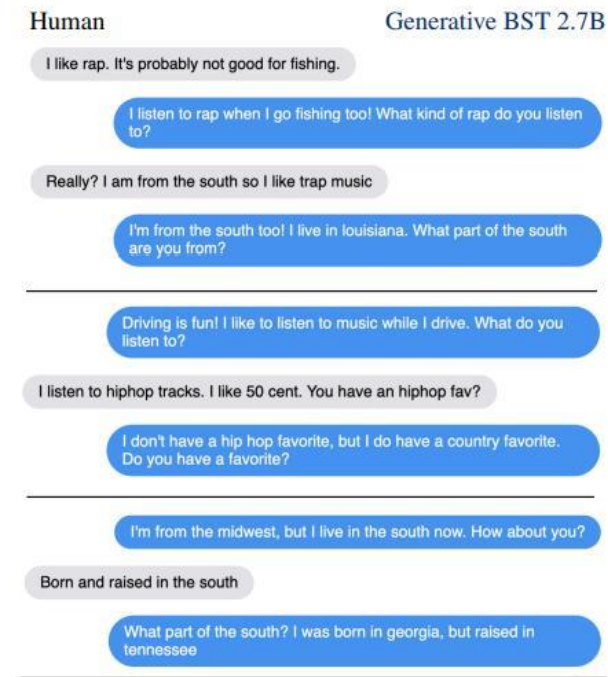 Human
Generative BST 2.7B
I like rap. It's probably not good for fishing.
I listen to rap when I go fishing too! What kind of rap do you listen
to?
Really? I am from the south so I like trap music
I'm from the south too! I live in louisiana. What part of the south
are you from?
Driving is fun! I like to listen to music while I drive. What do you
listen to?
I listen to hiphop tracks. I like 50 cent. You have an hiphop fav?
I don't have a hip hop favorite, but I do have a country favorite.
Do you have a favorite?
I'm from the midwest, but I live in the south now. How about you?
Born and raised in the south
What part of the south? I was born in georgia, but raised in
tennessee